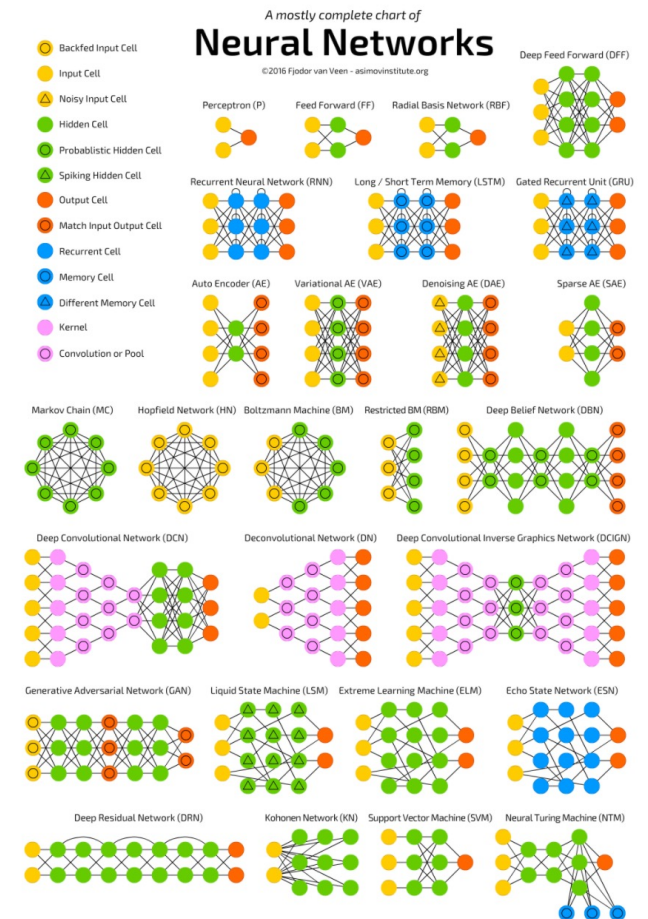 A mostly complete chart of
Neural Networks
©2016 Fjodor van Veen - asimovinstitute.org
Backfed Input Cell
Input Cell
Noisy Input Cell
Hidden Cell
Probablistic Hidden Cell
Spiking Hidden Cell
Output Cell
Match Input Output Cell
Recurrent Cell
Memory Cell
Different Memory Cell
Kernel
Convolution or Pool
Deep Feed Forward (DFF)
Perceptron (P)
Feed Forward (FF)
Radial Basis Network (RBF)
Recurrent Neural Network (RNN)
Long / Short Term Memory (LSTM)
Gated Recurrent Unit (GRU)
Auto Encoder (AE)
Variational AE (VAE)
Denoising AE (DAE)
Sparse AE (SAE)
Markov Chain (MC)
Hopfield Network (HN)
Boltzmann Machine (BM)
Restricted BM (RBM)
Deep Belief Network (DBN)
Deep Convolutional Network (DCN)
Deconvolutional Network (DN)
Deep Convolutional Inverse Graphics Network (DCIGN)
Generative Adversarial Network (GAN)
Liquid State Machine (LSM)
Extreme Learning Machine (ELM)
Echo State Network (ESN)
Deep Residual Network (DRN)
Kohonen Network (KN)
Support Vector Machine (SVM)
Neural Turing Machine (NTM)